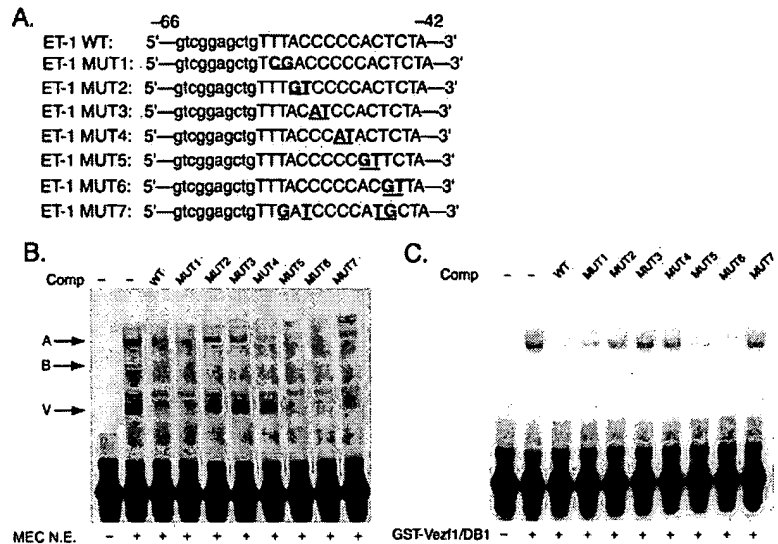 A.
–66 –42
ET-1 WT: 5'—gtcggagctgTTTACCCCCACTCTA—3'
ET-1 MUT1: 5'—gtcggagctgTCGACCCCCACTCTA—3'
ET-1 MUT2: 5'—gtcggagctgTTTGTCCCCACTCTA—3'
ET-1 MUT3: 5'—gtcggagctgTTTACATCCACTCTA—3'
ET-1 MUT4: 5'—gtcggagctgTTTACCCATACTCTA—3'
ET-1 MUT5: 5'—gtcggagctgTTTACCCCCGTTCTA—3'
ET-1 MUT6: 5'—gtcggagctgTTTACCCCCACGTTA—3'
ET-1 MUT7: 5'—gtcggagctgTTGATCCCCATGCTA—3'
B.
Comp – – WT MUT1 MUT2 MUT3 MUT4 MUT5 MUT6 MUT7
A
B
V
MEC N.E. – + + + + + + + + +
C.
Comp – – WT MUT1 MUT2 MUT3 MUT4 MUT5 MUT6 MUT7
GST-Vezf1/DB1 – + + + + + + + + +